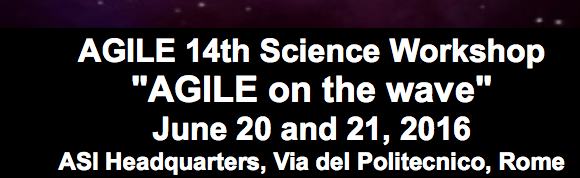 AGILE 14th Science Workshop
"AGILE on the wave"
June 20 and 21, 2016
ASI Headquarters, Via del Politecnico, Rome